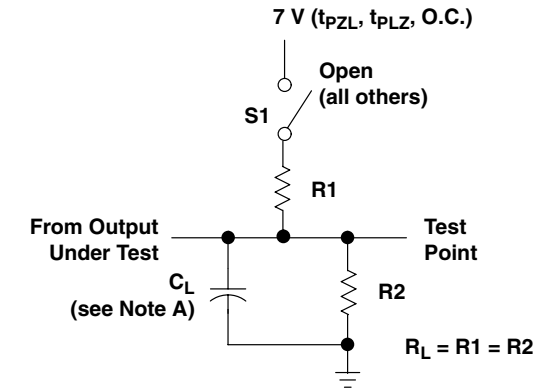 7 V (tPZL, tPLZ, O.C.)
Open
(all others)
S1
R1
From Output
Under Test
Test
Point
CL
(see Note A)
R2
RL = R1 = R2